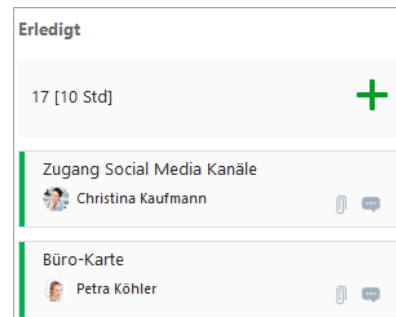 Erledigt
17 [10 Std]
Zugang Social Media Kanäle
Christina Kaufmann
Büro-Karte
Petra Köhler